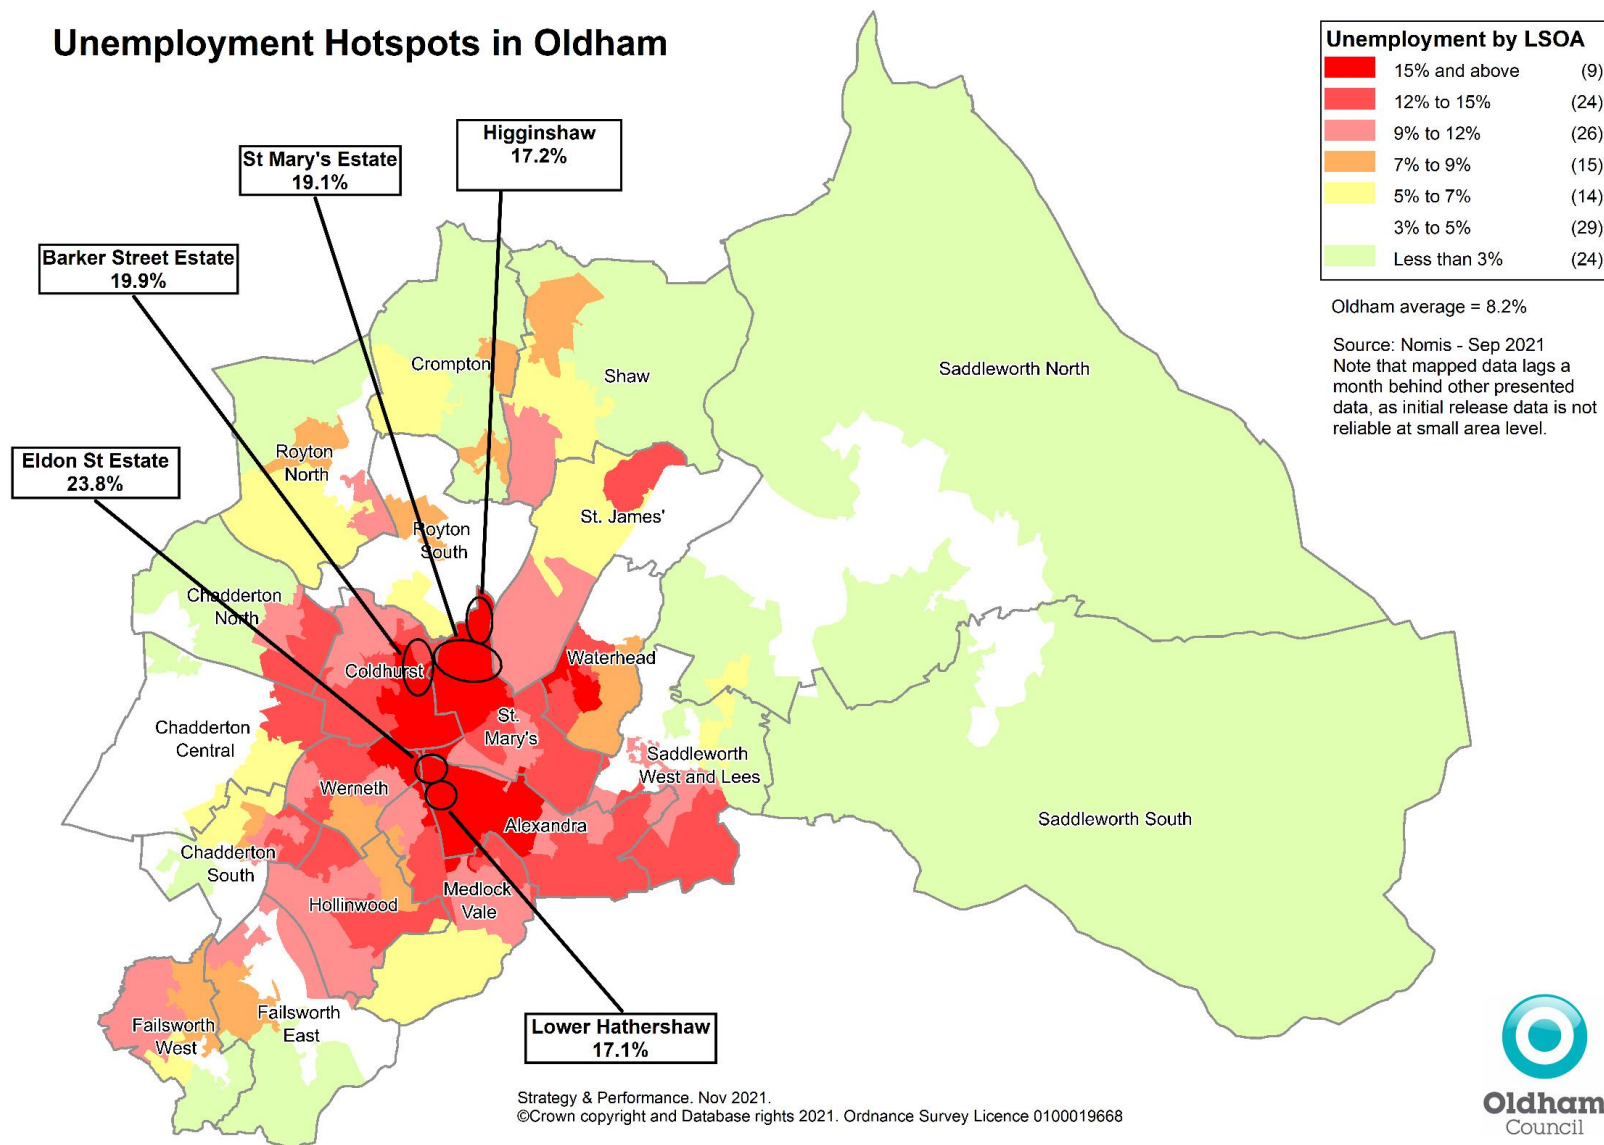 Unemployment Hotspots in Oldham
Unemployment by LSOA
15% and above (9)
12% to 15% (24)
9% to 12% (26)
7% to 9% (15)
5% to 7% (14)
3% to 5% (29)
Less than 3% (24)
Oldham average = 8.2%
Source: Nomis - Sep 2021
Note that mapped data lags a
month behind other presented
data, as initial release data is not
reliable at small area level.
Higginshaw
17.2%
St Mary's Estate
19.1%
Barker Street Estate
19.9%
Eldon St Estate
23.8%
Lower Hathershaw
17.1%
Crompton
Shaw
Saddleworth North
Royton
North
St. James'
Royton
South
Chadderton
North
Coldhurst
Waterhead
Chadderton
Central
St.
Mary's
Saddleworth
West and Lees
Werneth
Alexandra
Saddleworth South
Chadderton
South
Hollinwood
Medlock
Vale
Failsworth
West
Failsworth
East
Strategy & Performance. Nov 2021.
©Crown copyright and Database rights 2021. Ordnance Survey Licence 0100019668
Oldham
Council